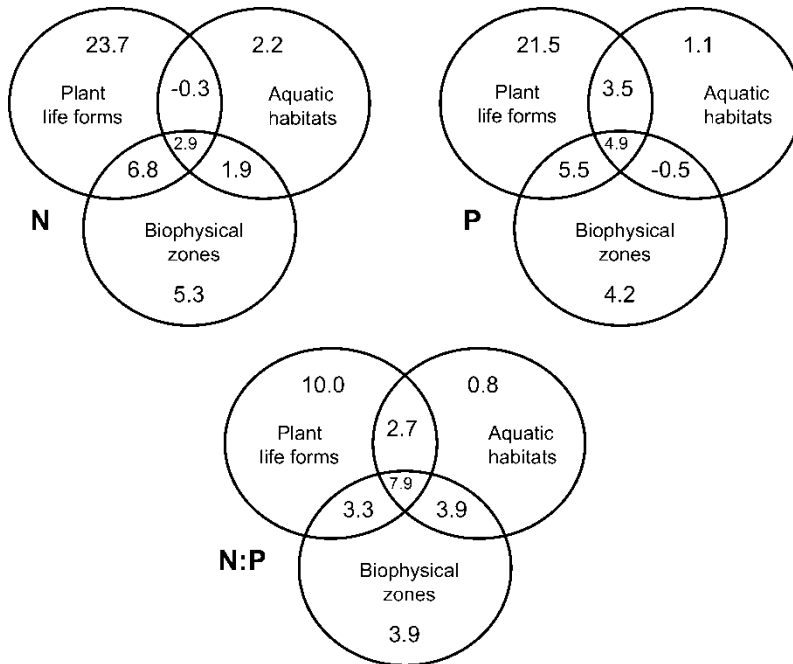 23.7
2.2
-0.3
Plant
life forms
Aquatic
habitats
2.9
6.8
1.9
N
Biophysical
zones
5.3
21.5
1.1
3.5
Plant
life forms
Aquatic
habitats
4.9
5.5
-0.5
P
Biophysical
zones
4.2
10.0
0.8
2.7
Plant
life forms
Aquatic
habitats
7.9
3.3
3.9
N:P
Biophysical
zones
3.9